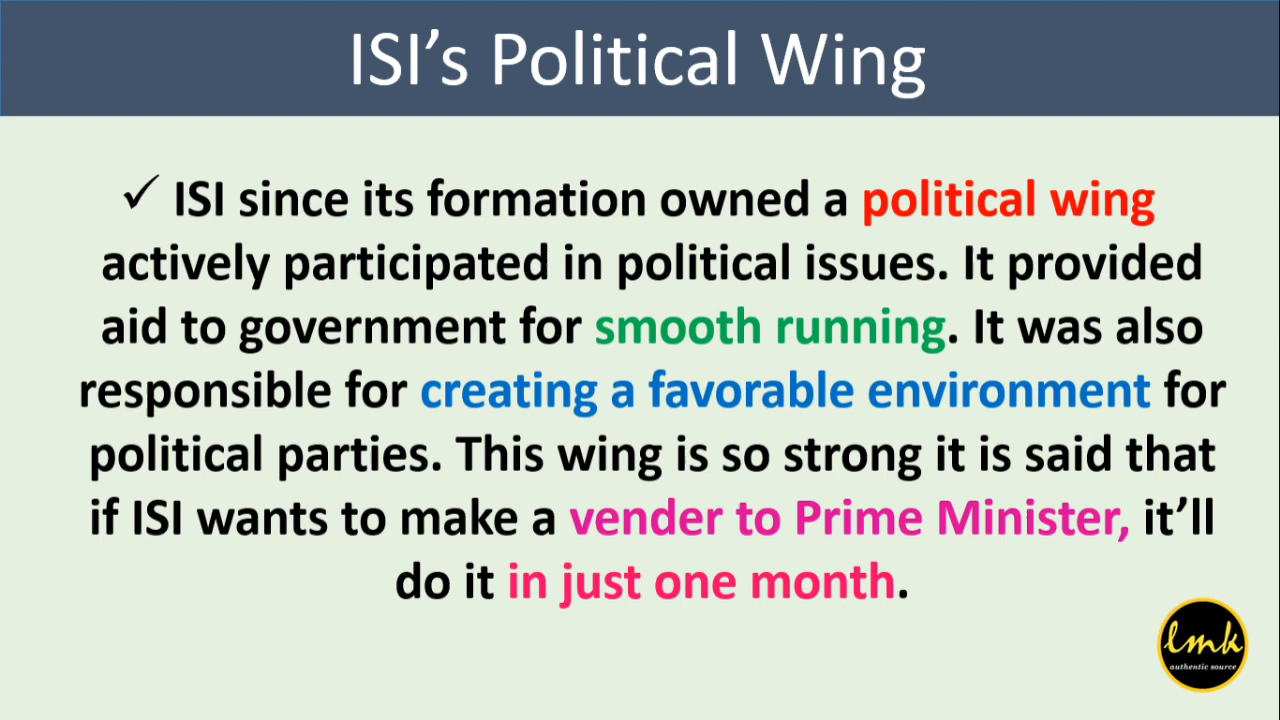 ISI’s Political Wing
✓ ISI since its formation owned a political wing
actively participated in political issues. It provided
aid to government for smooth running. It was also
responsible for creating a favorable environment for
political parties. This wing is so strong it is said that
if ISI wants to make a vender to Prime Minister, it’ll
do it in just one month.
lmk
authentic source